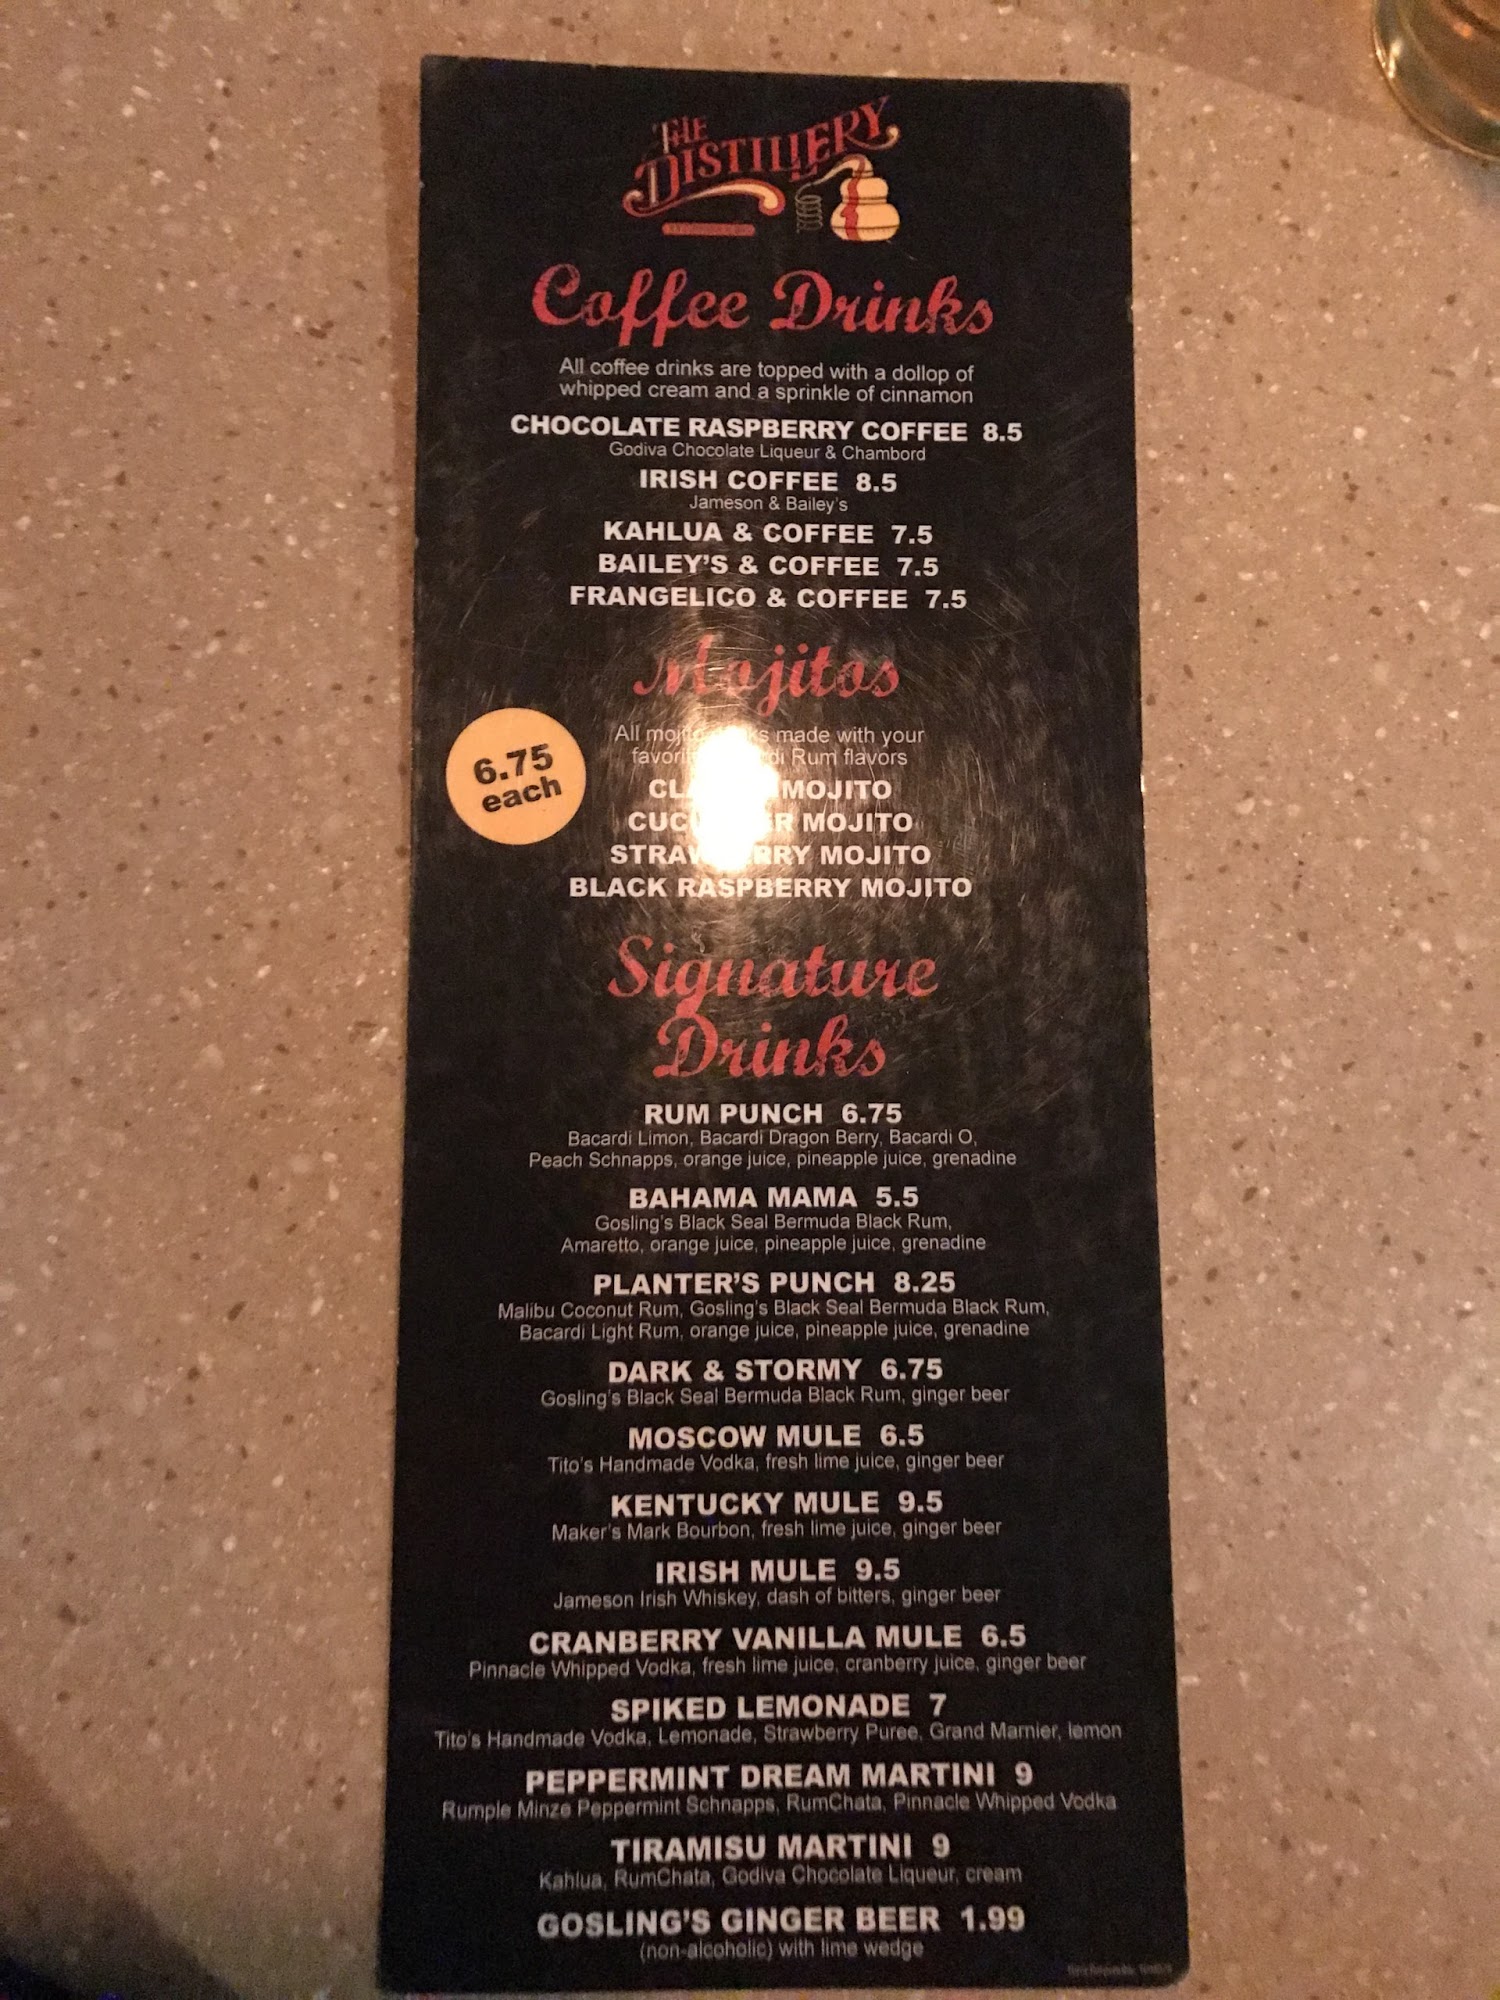 THE
DISTILLERY
Coffee Drinks
All coffee drinks are topped with a dollop of
whipped cream and a sprinkle of cinnamon
CHOCOLATE RASPBERRY COFFEE 8.5
Godiva Chocolate Liqueur & Chambord
IRISH COFFEE 8.5
Jameson & Bailey's
KAHLUA & COFFEE 7.5
BAILEY'S & COFFEE 7.5
FRANGELICO & COFFEE 7.5
Mojitos
6.75
each
All made with your
Rum flavors
MOJITO
MOJITO
STRAWBERRY MOJITO
BLACK RASPBERRY MOJITO
Signature
Drinks
RUM PUNCH 6.75
Bacardi Limon, Bacardi Dragon Berry, Bacardi O,
Peach Schnapps, orange juice, pineapple juice, grenadine
BAHAMA MAMA 5.5
Gosling's Black Seal Bermuda Black Rum,
Amaretto, orange juice, pineapple juice, grenadine
PLANTER'S PUNCH 8.25
Malibu Coconut Rum, Gosling's Black Seal Bermuda Black Rum,
Bacardi Light Rum, orange juice, pineapple juice, grenadine
DARK & STORMY 6.75
Gosling's Black Seal Bermuda Black Rum, ginger beer
MOSCOW MULE 6.5
Tito's Handmade Vodka, fresh lime juice, ginger beer
KENTUCKY MULE 9.5
Maker's Mark Bourbon, fresh lime juice, ginger beer
IRISH MULE 9.5
Jameson Irish Whiskey, dash of bitters, ginger beer
CRANBERRY VANILLA MULE 6.5
Pinnacle Whipped Vodka, fresh lime juice, cranberry juice, ginger beer
SPIKED LEMONADE 7
Tito's Handmade Vodka, Lemonade, Strawberry Puree, Grand Marnier, lemon
PEPPERMINT DREAM MARTINI 9
Rumple Minze Peppermint Schnapps, RumChata, Pinnacle Whipped Vodka
TIRAMISU MARTINI 9
Kahlua, RumChata, Godiva Chocolate Liqueur, cream
GOSLING'S GINGER BEER 1.99
(non-alcoholic) with lime wedge